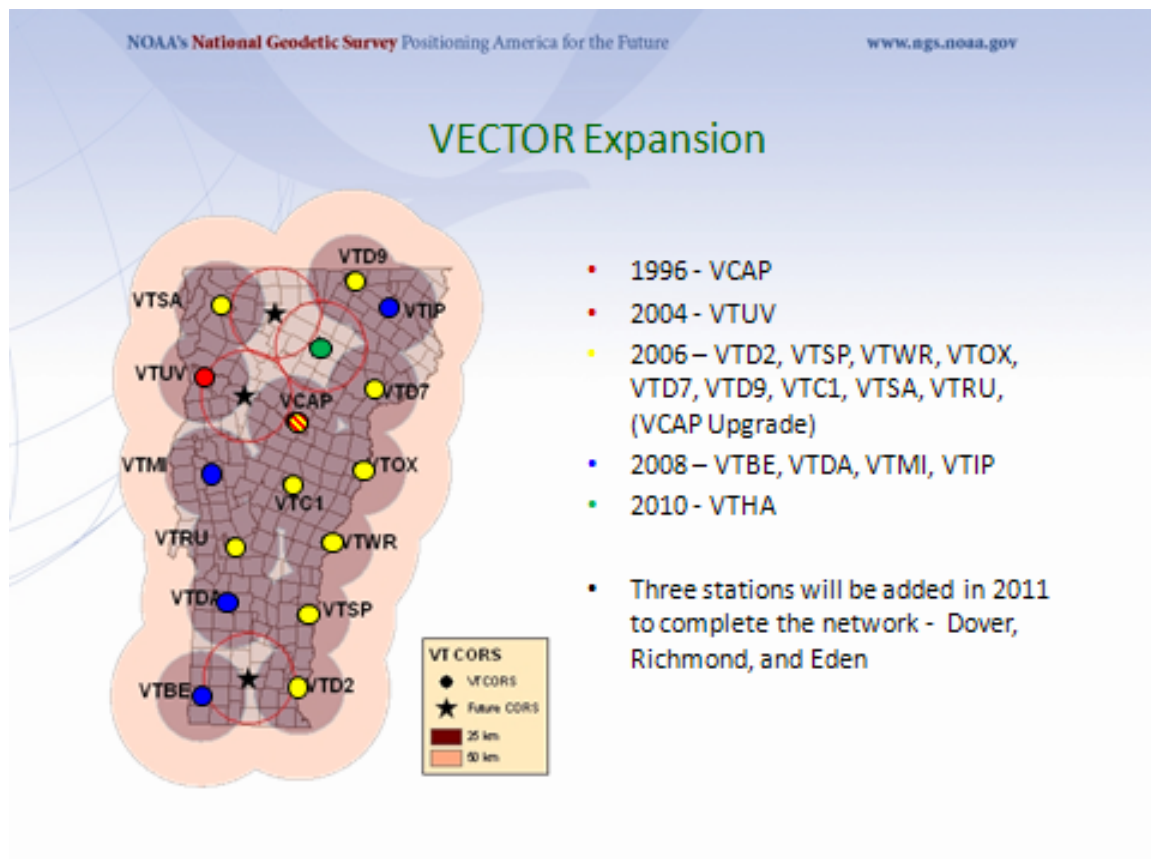 NOAA's National Geodetic Survey Positioning America for the Future
www.ngs.noaa.gov
VECTOR Expansion
VTD9
VTSA
VTIP
VTUV
VTD7
VCAP
VTMI
VTOX
VTC1
VTRU
VTWR
VTDA
VTSP
VTBE
VTD2
VT CORS
VT CORS
Future CORS
25 km
50 km
• 1996 - VCAP
• 2004 - VTUV
• 2006 – VTD2, VTSP, VTWR, VTOX,
VTD7, VTD9, VTC1, VTSA, VTRU,
(VCAP Upgrade)
• 2008 – VTBE, VTDA, VTMI, VTIP
• 2010 - VTHA
• Three stations will be added in 2011
to complete the network - Dover,
Richmond, and Eden